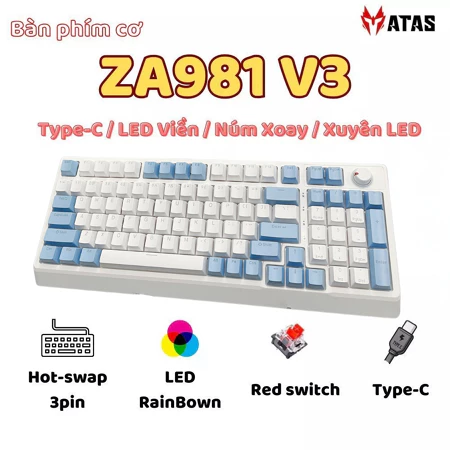 Bàn phím cơ
ATAS
ZA981 V3
Type-C / LED Viền / Núm Xoay / Xuyên LED
Hot-swap
3pin
LED
RainBown
Red switch
Type-C